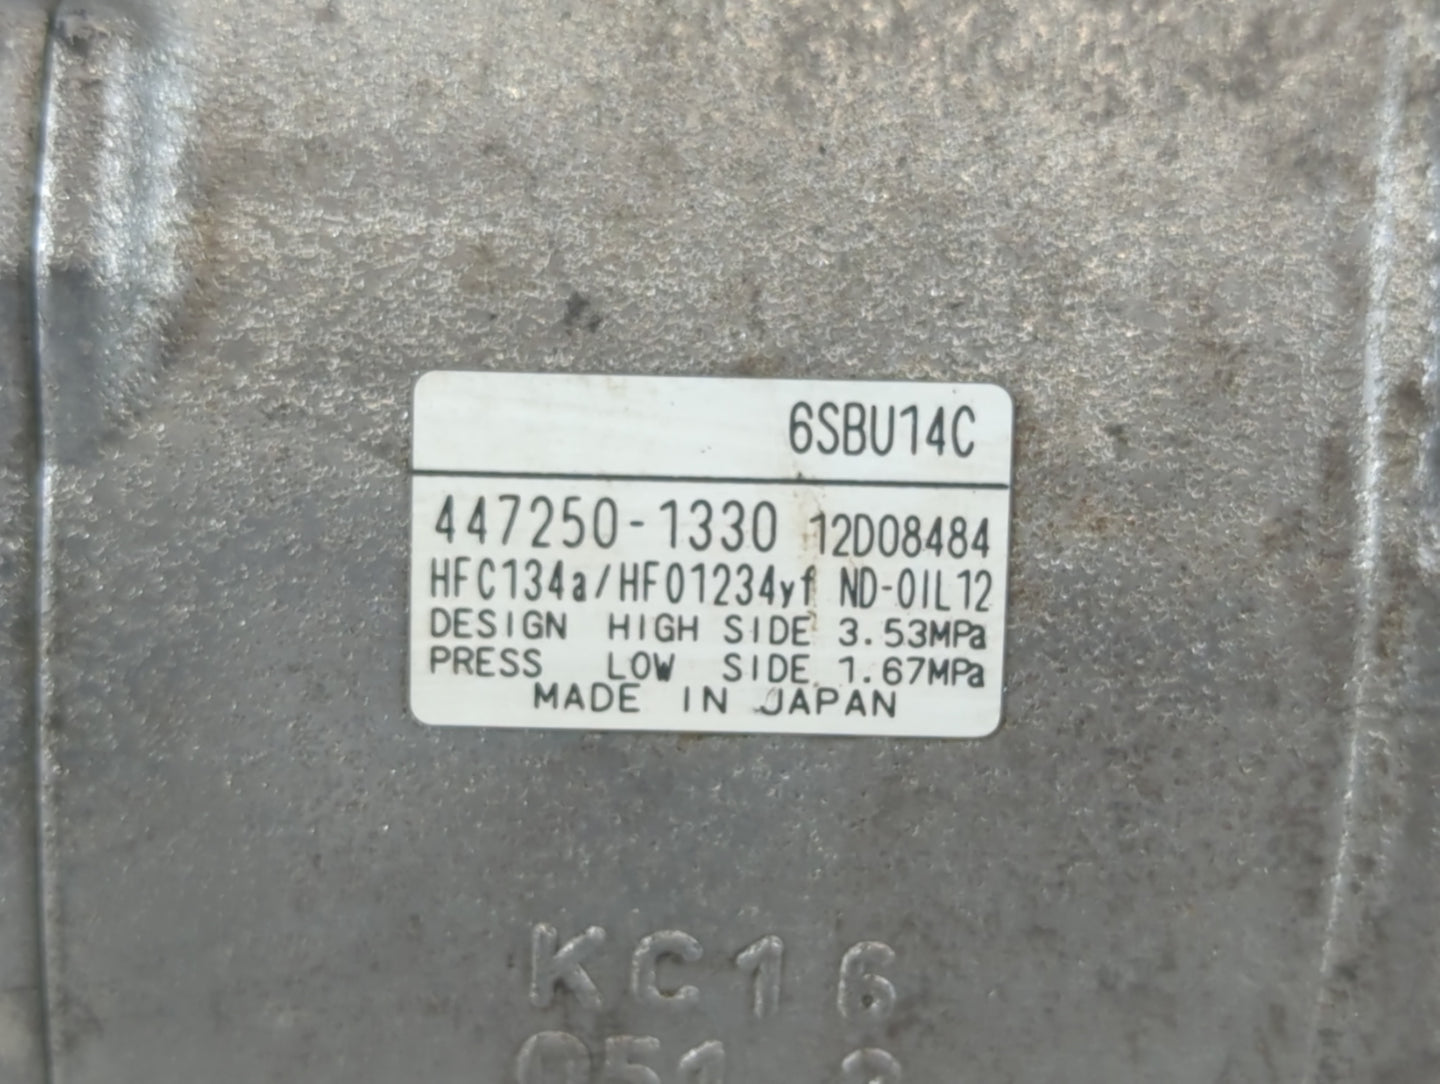 6SBU14C
447250-1330 12D08484
HFC134a/HFO1234yf ND-OIL12
DESIGN HIGH SIDE 3.53MPa
PRESS LOW SIDE 1.67MPa
MADE IN JAPAN
KC16